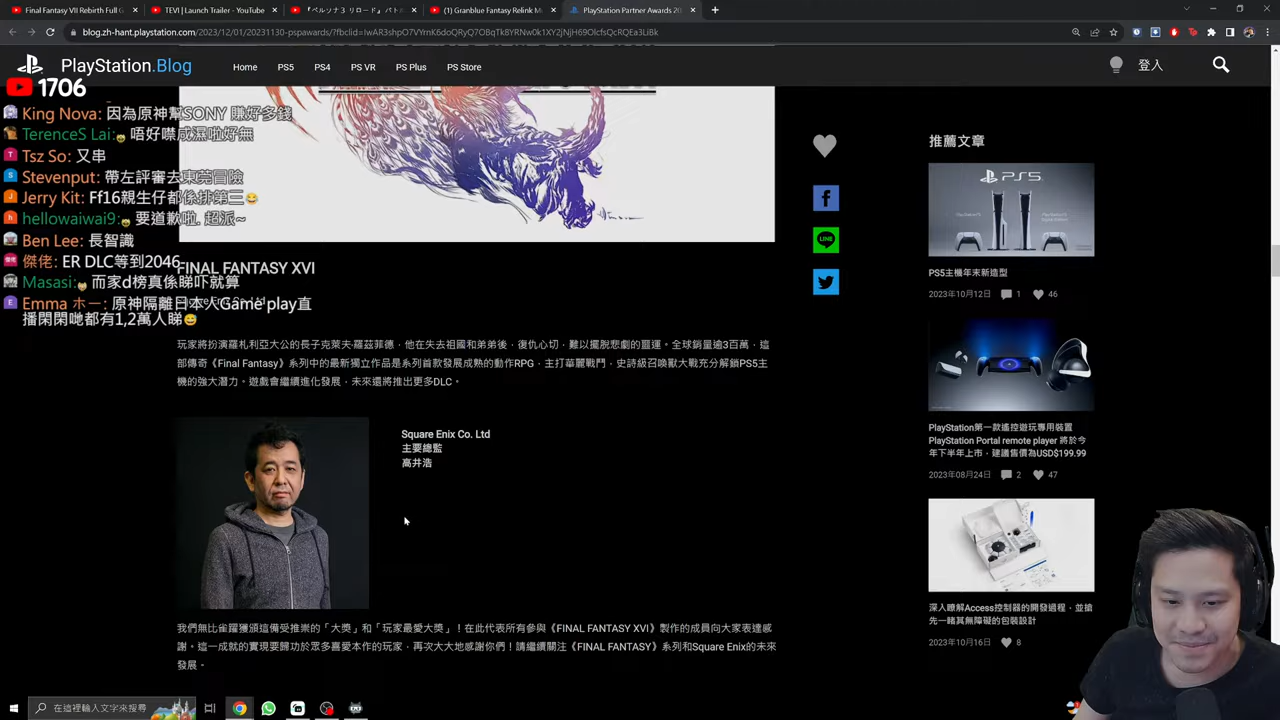 Final Fantasy VII Rebirth Full G
TEVI | Launch Trailer - YouTube
『ペルソナ３ リロード』 バトル
(1) Granblue Fantasy Relink M
PlayStation Partner Awards 20
blog.zh-hant.playstation.com/2023/12/01/20231130-pspawards/
PlayStation.Blog
Home
PS5
PS4
PS VR
PS Plus
PS Store
登入
1706
King Nova: 因為原神幫SONY 賺好多錢
TerenceS Lai: 唔好噤咸濕啦好無
Tsz So: 又串
Stevenput: 帶左評審去東莞冒險
Jerry Kit: Ff16親生仔都係排第三😂
hellowaiwai9: 要道歉啦. 超派~
Ben Lee: 長智識
傑佬: ER DLC等到2046
Masasi: 而家d榜真係睇吓就算
Emma ホー: 原神隔離日本人Game play直
播閑閑哋都有1,2萬人睇😅
FINAL FANTASY XVI
玩家將扮演羅札利亞大公的長子克萊夫·羅茲菲德，他在失去祖國和弟弟後，復仇心切，難以擺脫悲劇的噩運。全球銷量逾3百萬，這
部傳奇《Final Fantasy》系列中的最新獨立作品是系列首款發展成熟的動作RPG，主打華麗戰鬥，史詩級召喚獸大戰充分解鎖PS5主
機的強大潛力。遊戲會繼續進化發展，未來還將推出更多DLC。
Square Enix Co. Ltd
主要總監
高井浩
我們無比雀躍獲頒這備受推崇的「大獎」和「玩家最愛大獎」！在此代表所有參與《FINAL FANTASY XVI》製作的成員向大家表達感
謝。這一成就的實現要歸功於眾多喜愛本作的玩家，再次大大地感謝你們！請繼續關注《FINAL FANTASY》系列和Square Enix的未來
發展。
LINE
推薦文章
PS5
PS5主機年末新造型
2023年10月12日
1
46
PlayStation第一款遙控遊玩專用裝置
PlayStation Portal remote player 將於今
年下半年上市，建議售價為USD$199.99
2023年08月24日
2
47
深入瞭解Access控制器的開發過程，並搶
先一睹其無障礙的包裝設計
2023年10月16日
8
在這裡輸入文字來搜尋